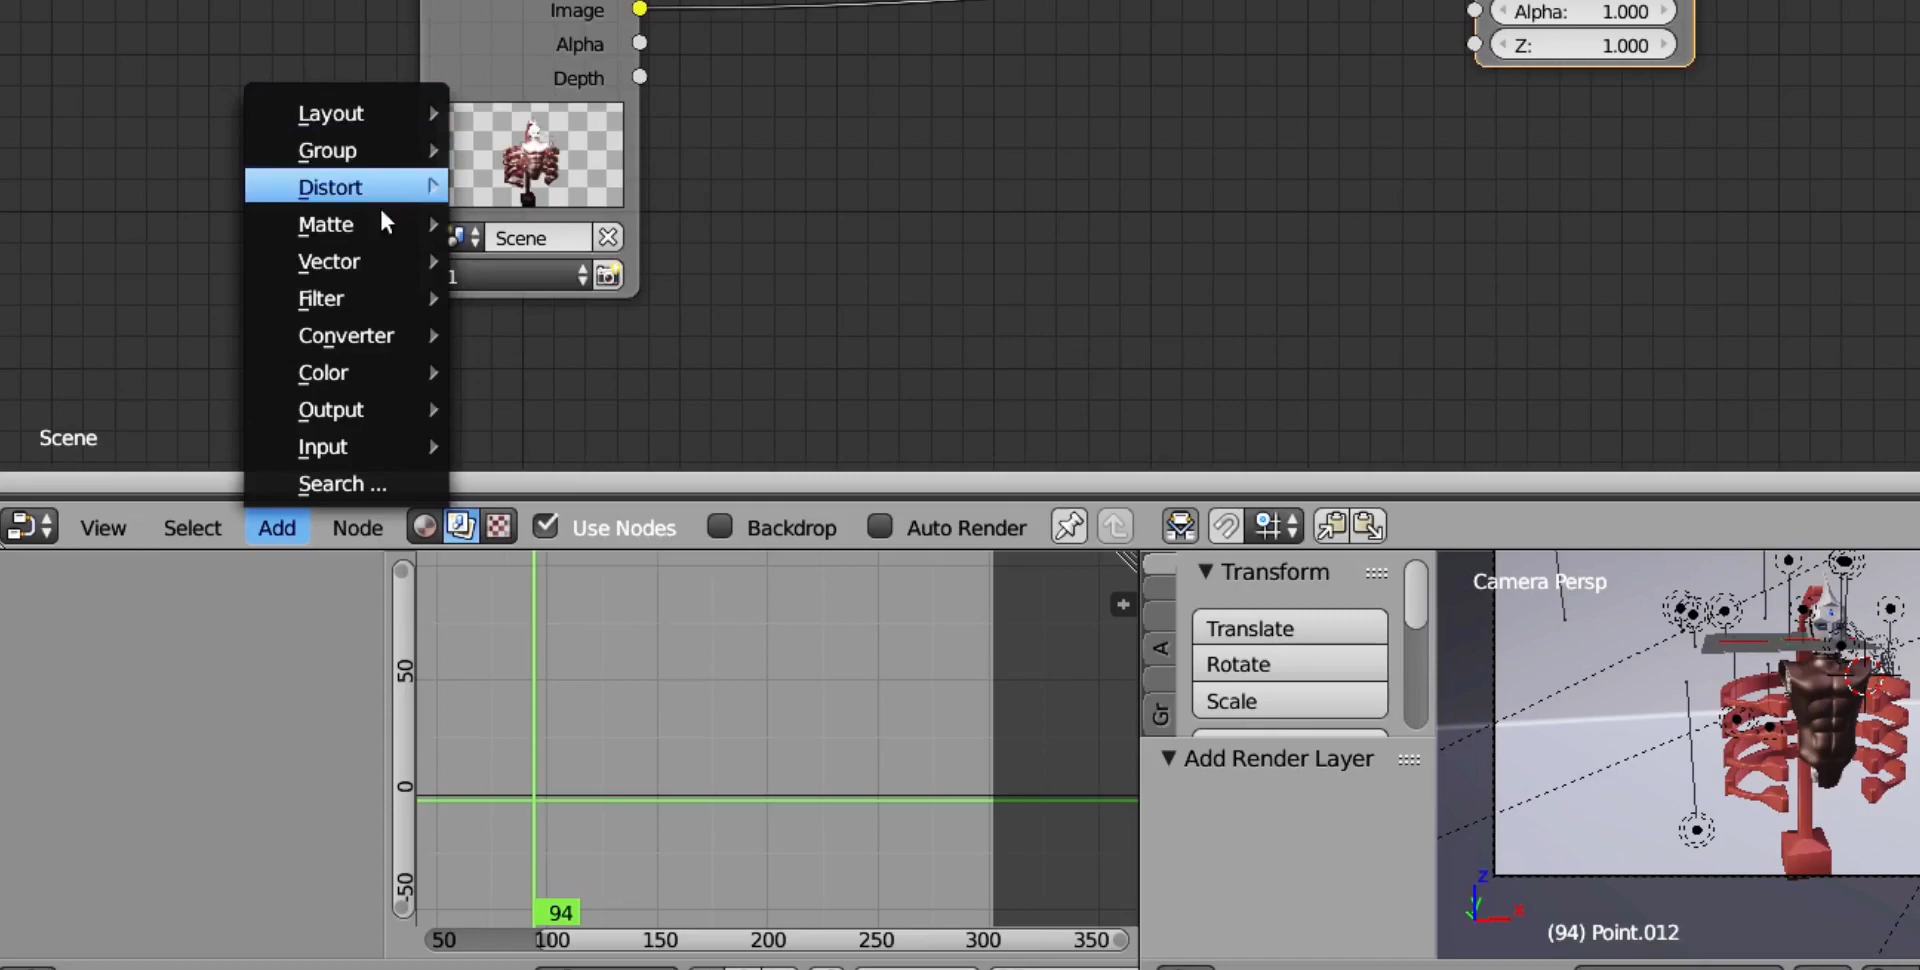 Image
Alpha
Depth
Alpha: 1.000
Z: 1.000
Layout
Group
Distort
Matte
Vector
Filter
Converter
Color
Output
Input
Search ...
Scene
1
Scene
View Select Add Node Use Nodes Backdrop Auto Render
50
0
-50
94
50 100 150 200 250 300 350
A
Gr
Transform
Translate
Rotate
Scale
Add Render Layer
Camera Persp
Z
X
(94) Point.012